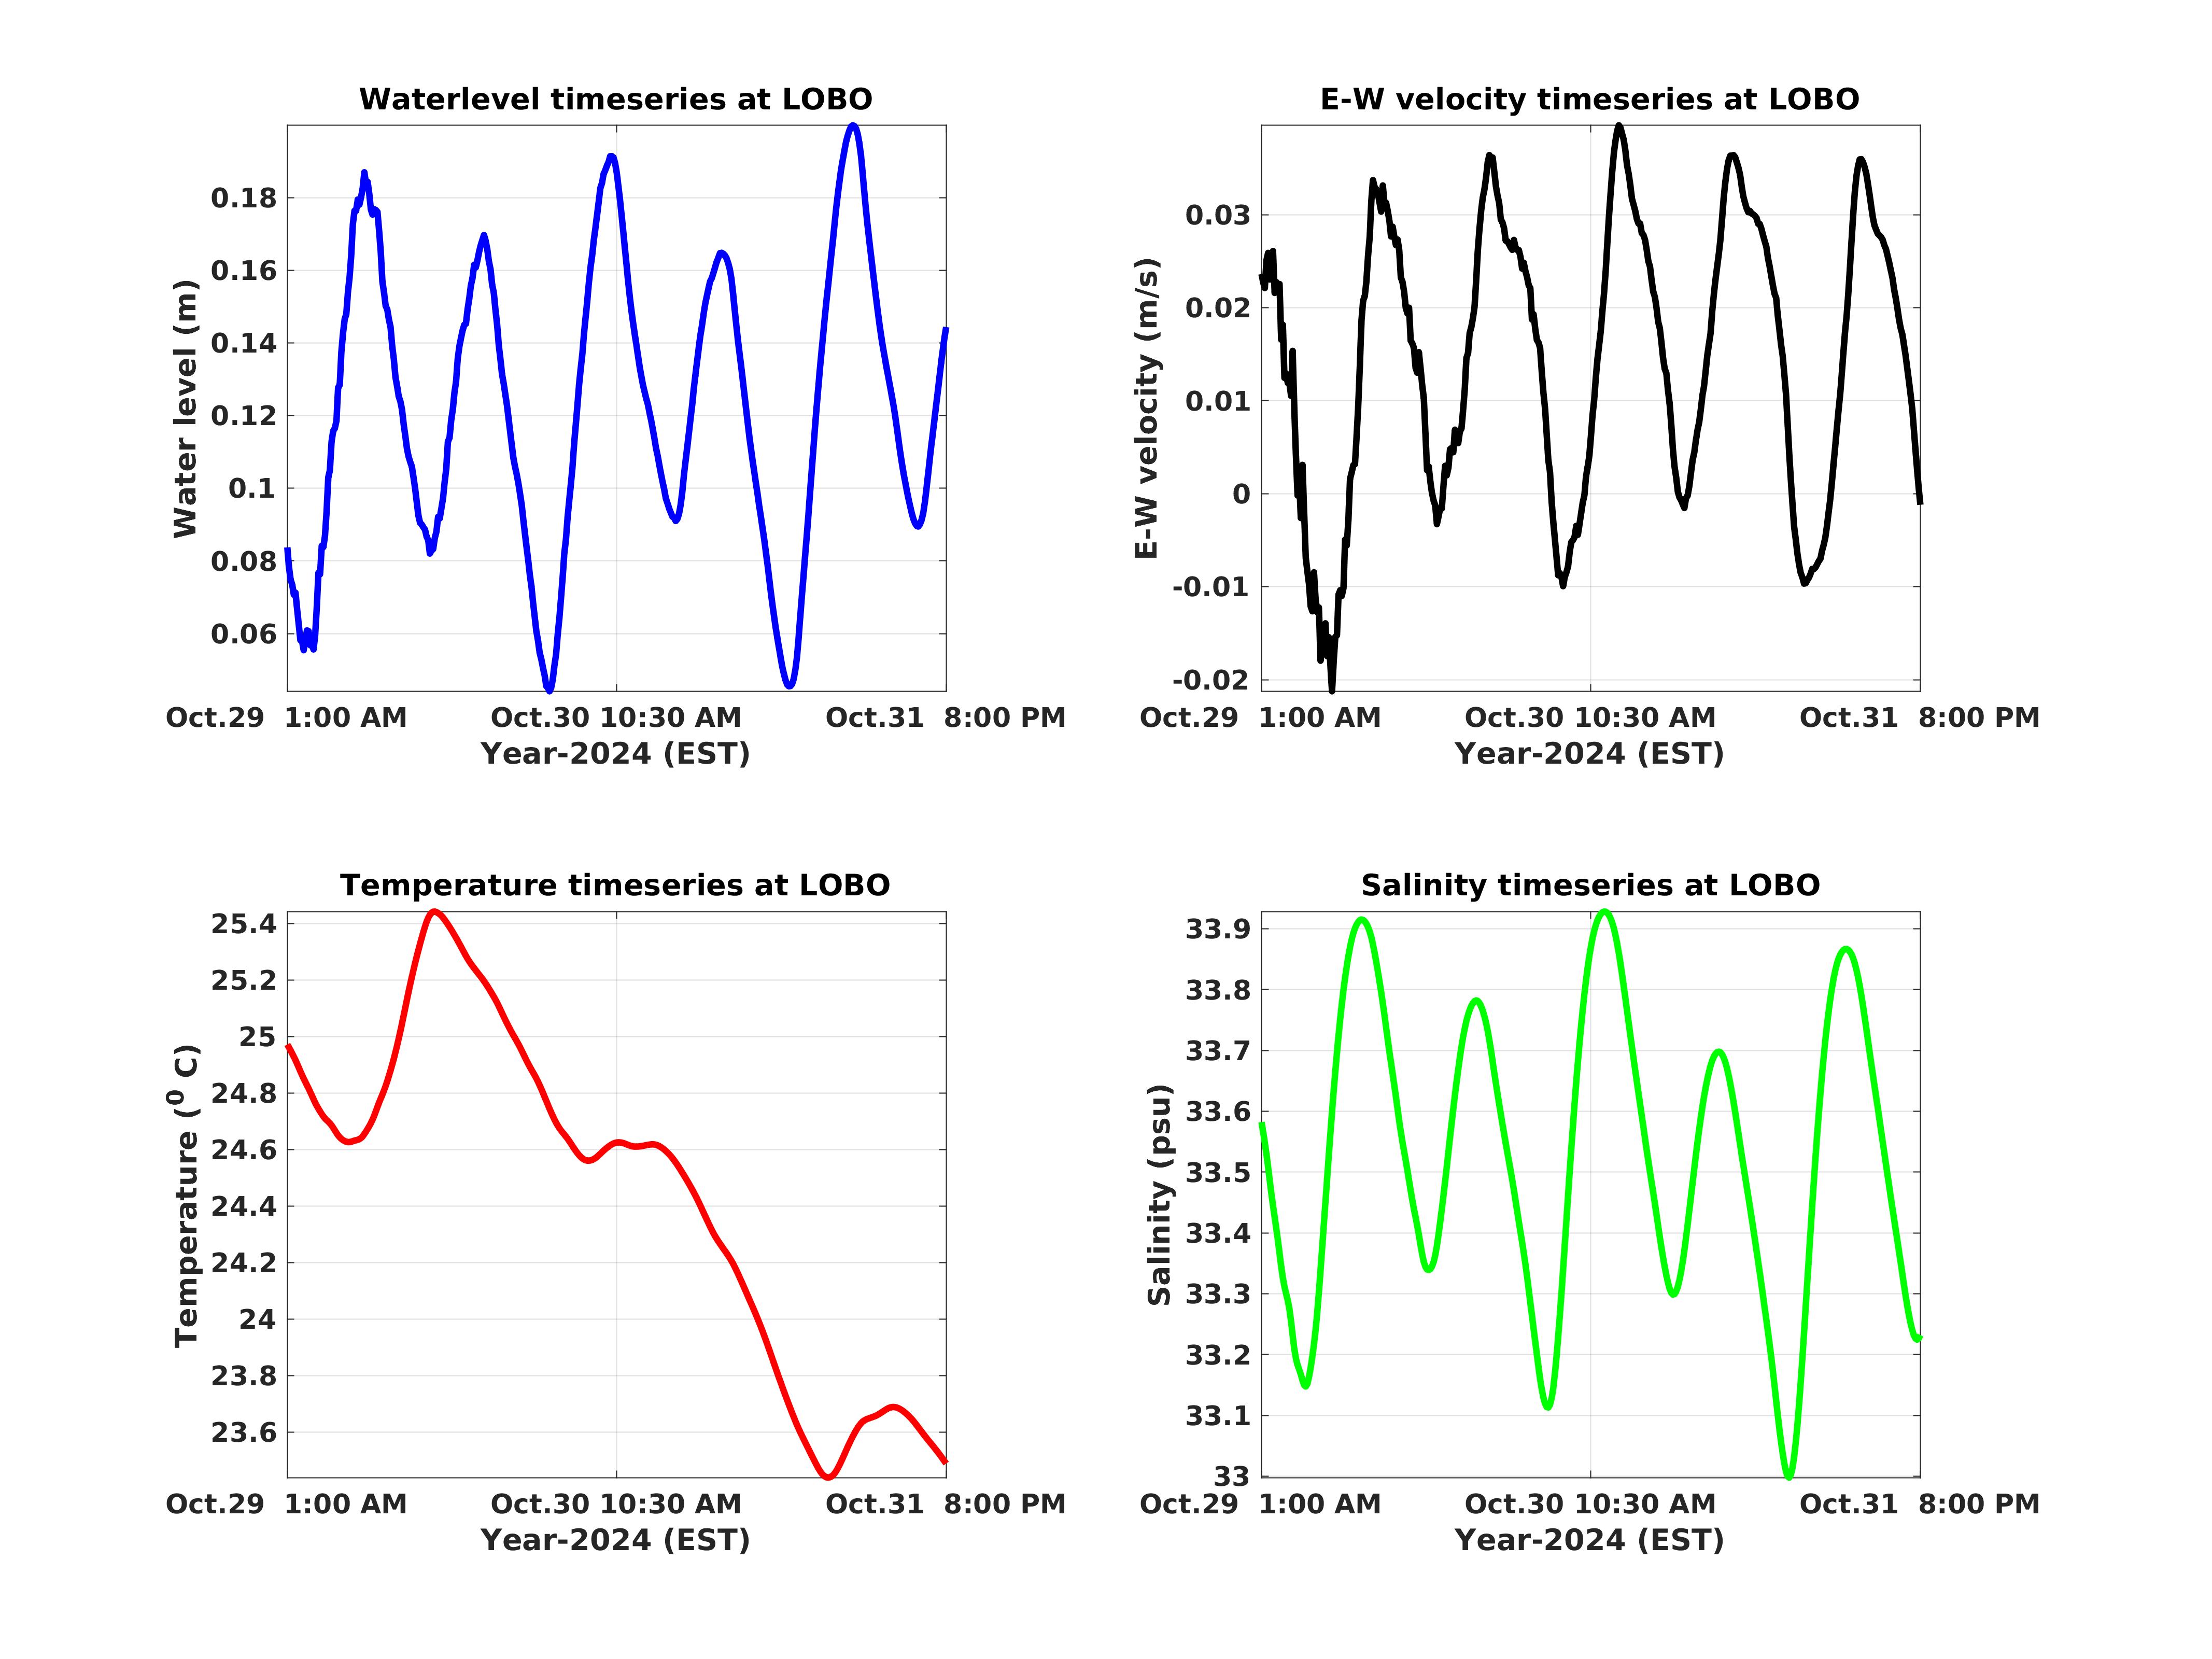 Waterlevel timeseries at LOBO
Water level (m)
0.18
0.16
0.14
0.12
0.1
0.08
0.06
Oct.29 1:00 AM Oct.30 10:30 AM Oct.31 8:00 PM
Year-2024 (EST)
E-W velocity timeseries at LOBO
E-W velocity (m/s)
0.03
0.02
0.01
0
-0.01
-0.02
Oct.29 1:00 AM Oct.30 10:30 AM Oct.31 8:00 PM
Year-2024 (EST)
Temperature timeseries at LOBO
Temperature (⁰ C)
25.4
25.2
25
24.8
24.6
24.4
24.2
24
23.8
23.6
Oct.29 1:00 AM Oct.30 10:30 AM Oct.31 8:00 PM
Year-2024 (EST)
Salinity timeseries at LOBO
Salinity (psu)
33.9
33.8
33.7
33.6
33.5
33.4
33.3
33.2
33.1
33
Oct.29 1:00 AM Oct.30 10:30 AM Oct.31 8:00 PM
Year-2024 (EST)